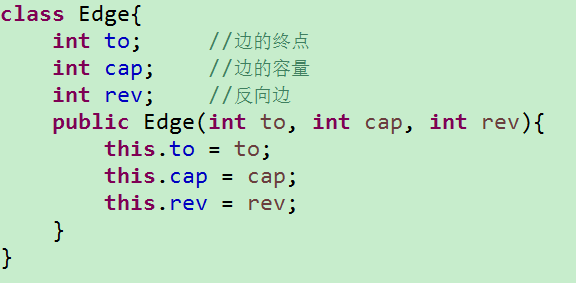 class Edge{
    int to;     //边的终点
    int cap;    //边的容量
    int rev;    //反向边
    public Edge(int to, int cap, int rev){
        this.to = to;
        this.cap = cap;
        this.rev = rev;
    }
}